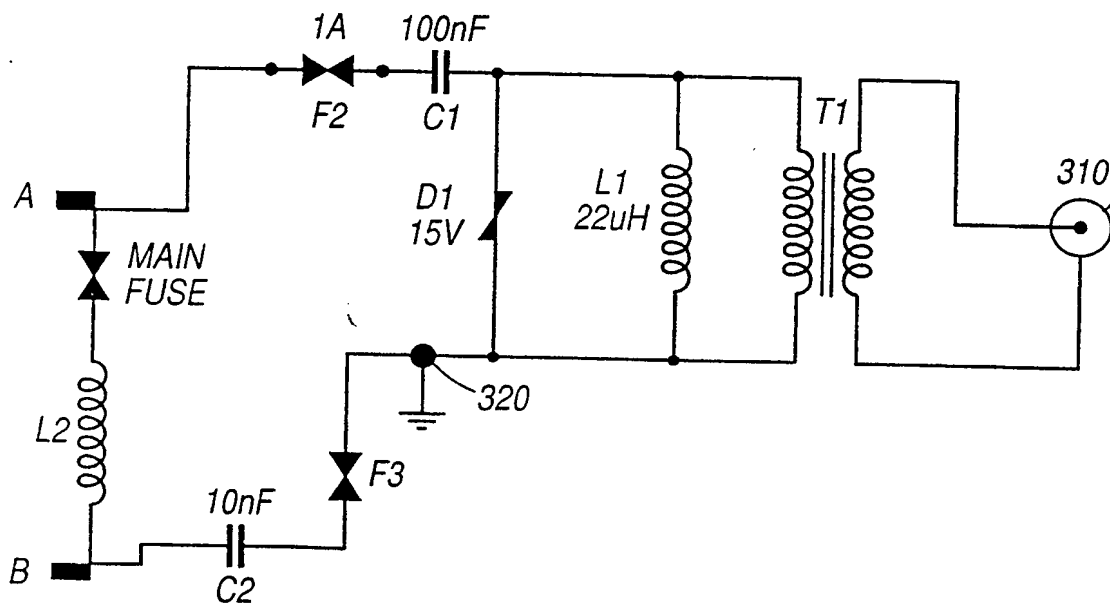 1A
F2
100nF
C1
T1
310
A
MAIN
FUSE
D1
15V
L1
22uH
320
L2
F3
10nF
C2
B